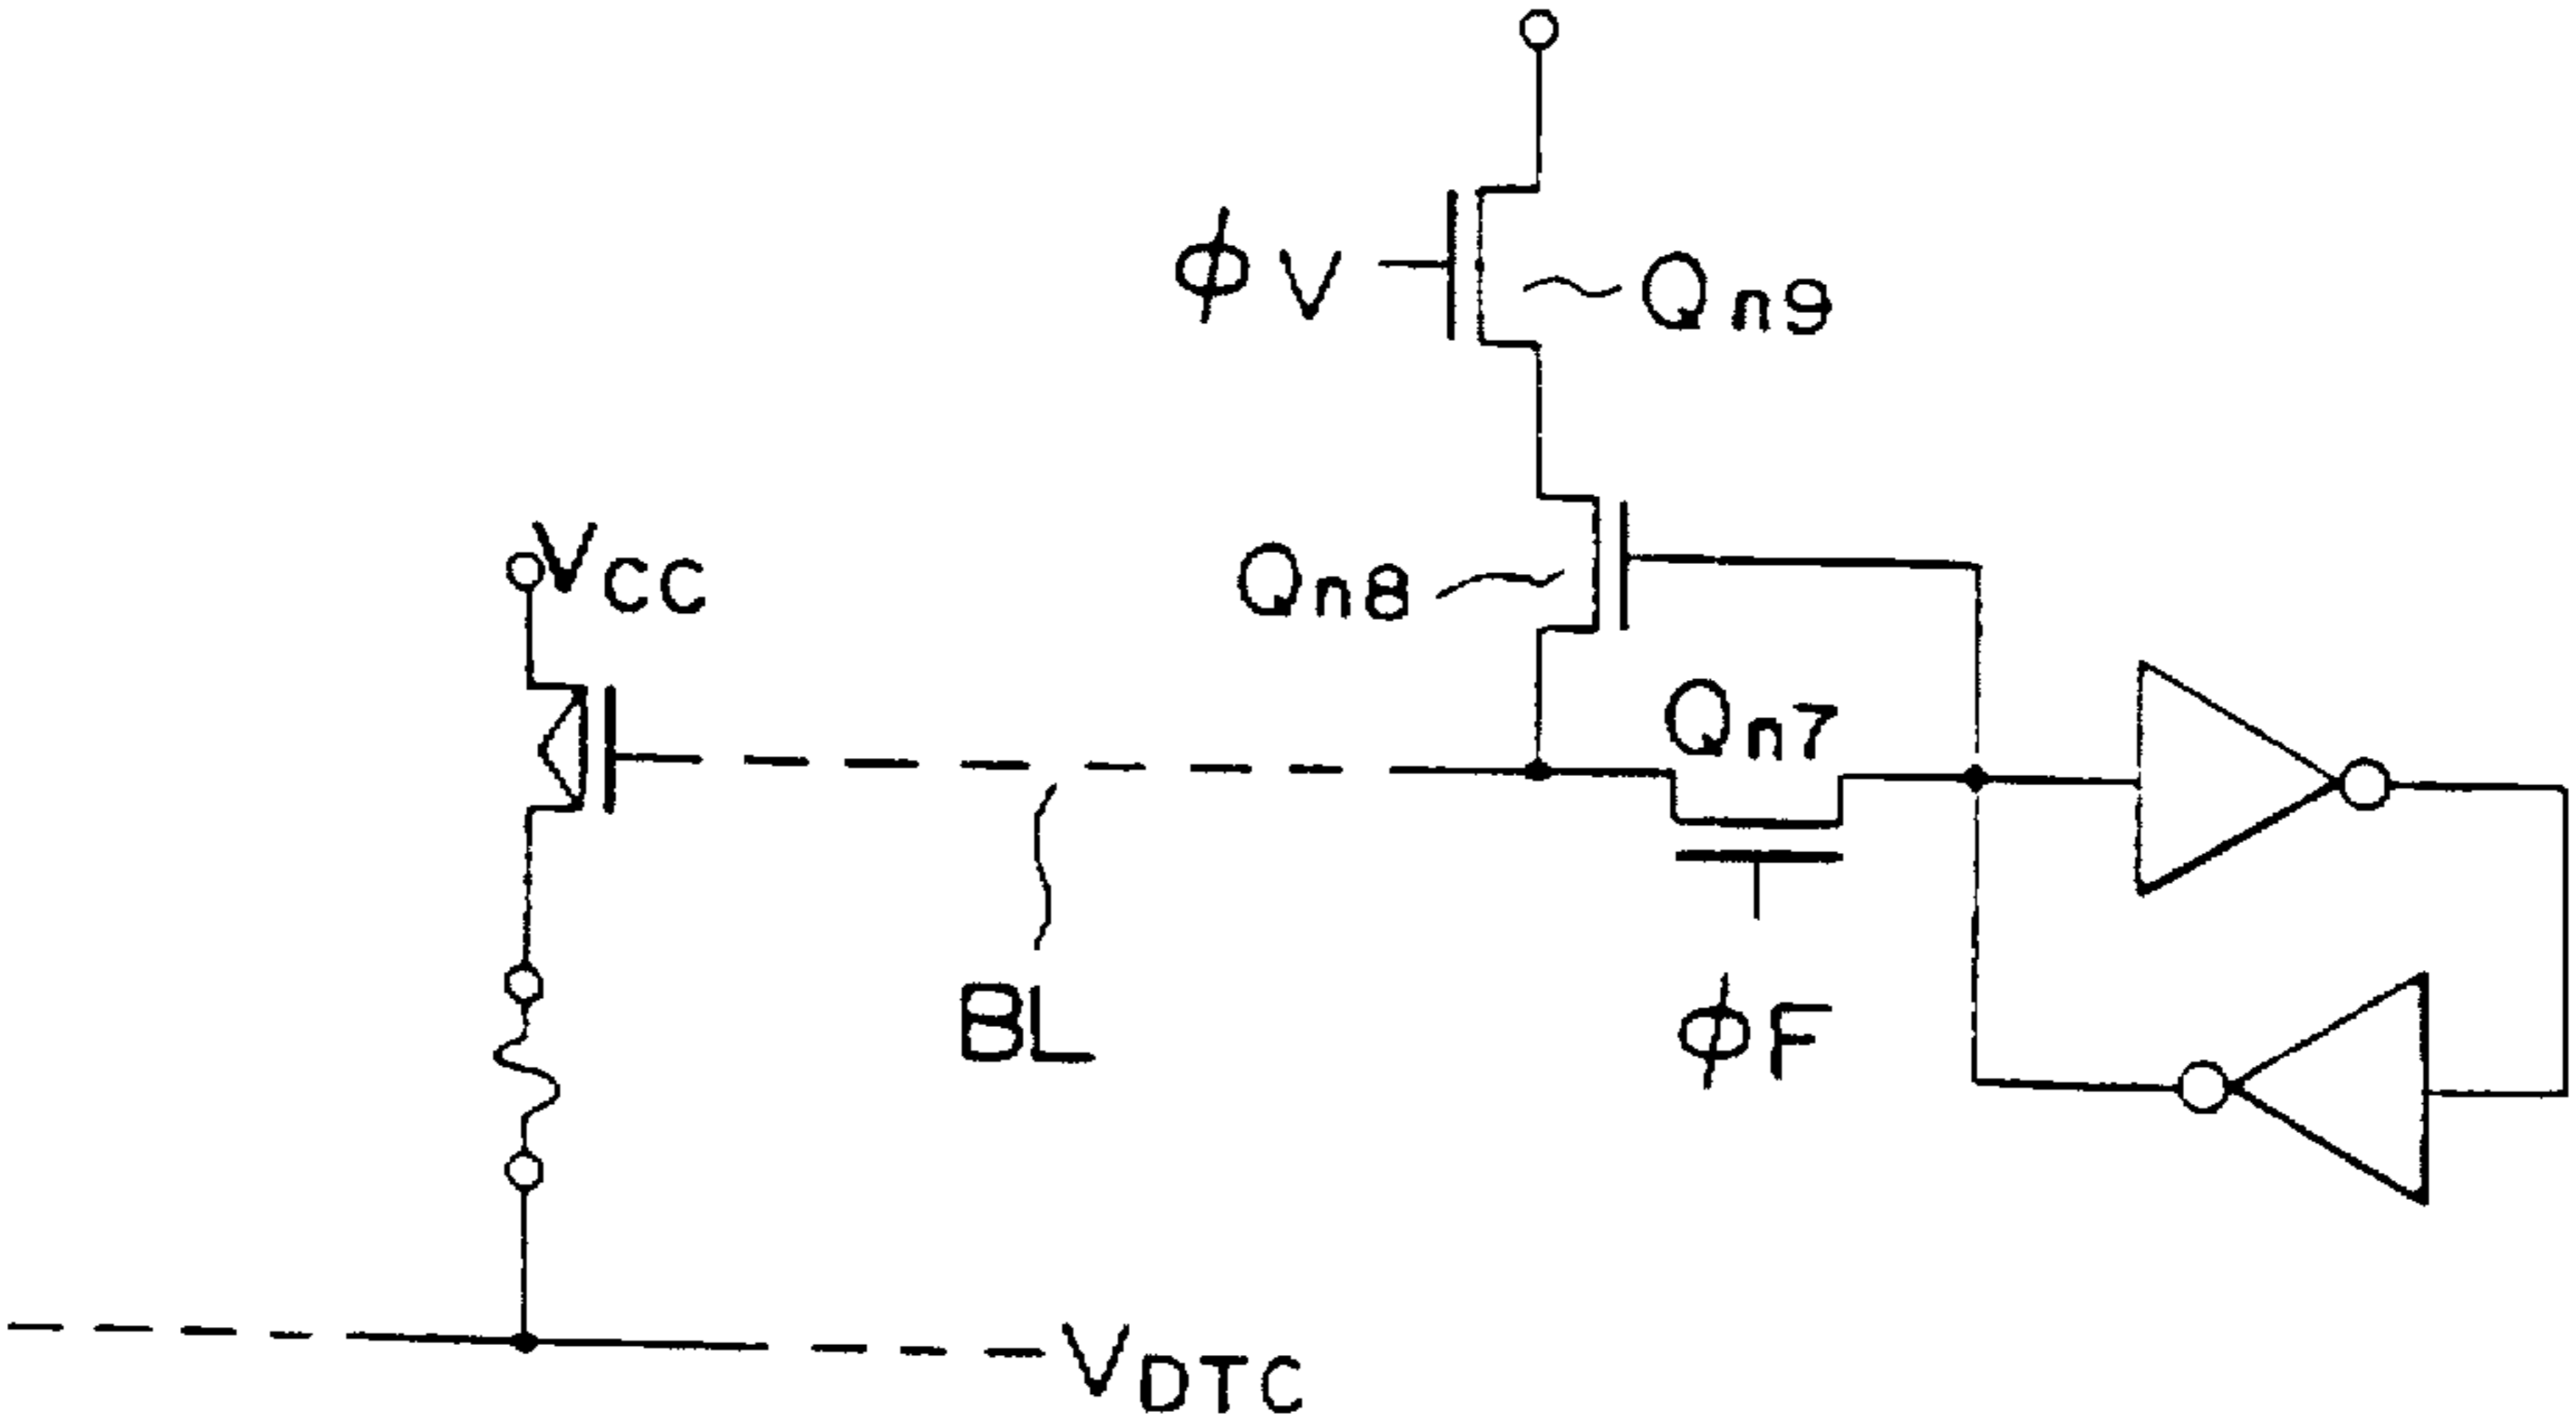 ϕV
Qn9
VCC
Qn8
Qn7
BL
ϕF
VDTC